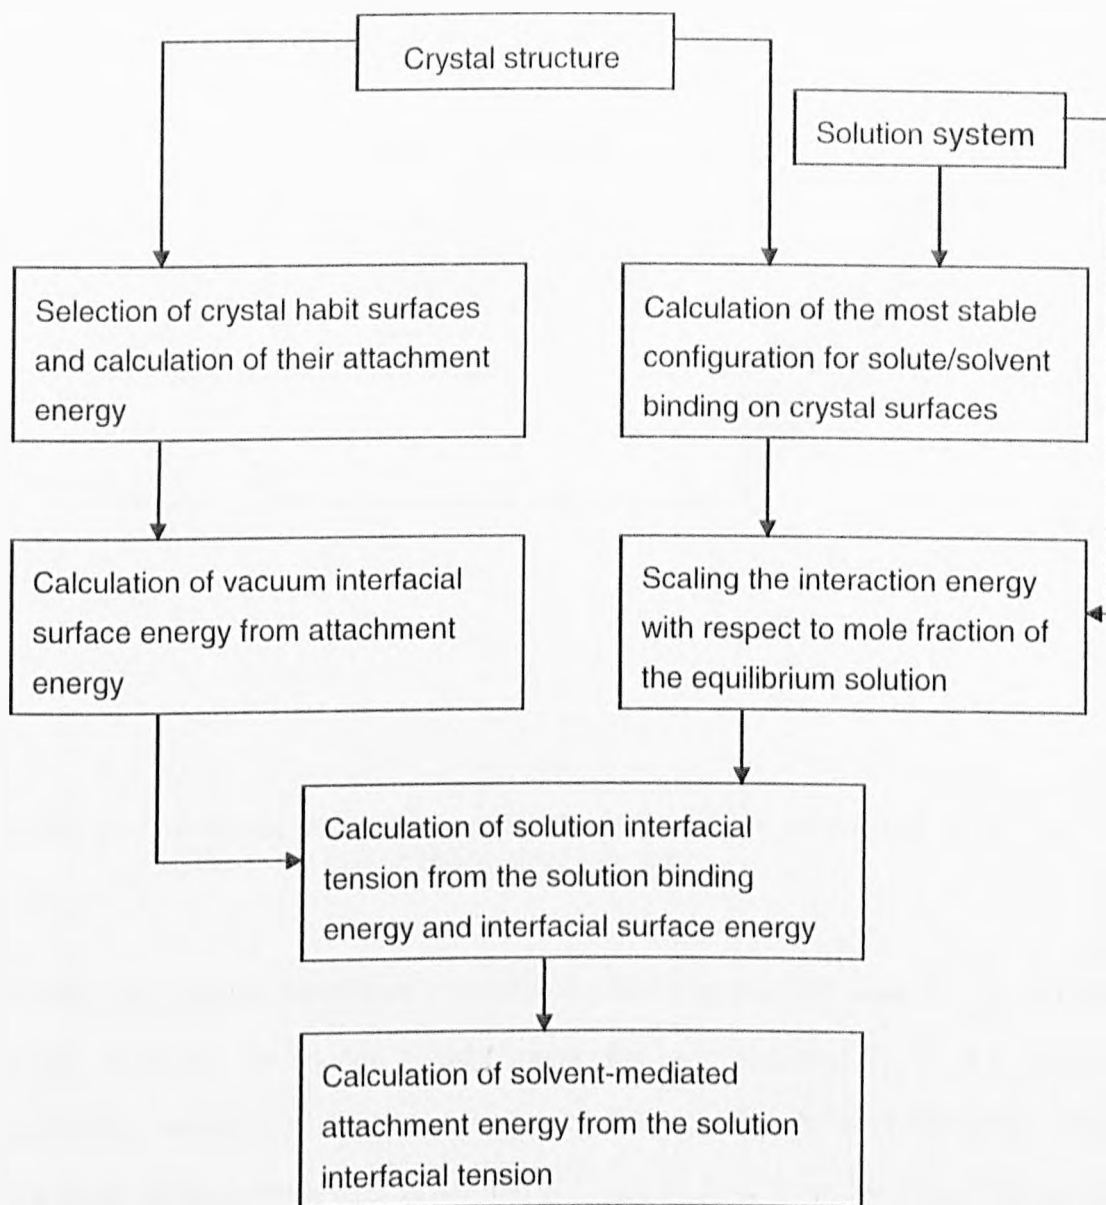 Crystal structure
Solution system
Selection of crystal habit surfaces
and calculation of their attachment
energy
Calculation of the most stable
configuration for solute/solvent
binding on crystal surfaces
Calculation of vacuum interfacial
surface energy from attachment
energy
Scaling the interaction energy
with respect to mole fraction of
the equilibrium solution
Calculation of solution interfacial
tension from the solution binding
energy and interfacial surface energy
Calculation of solvent-mediated
attachment energy from the solution
interfacial tension